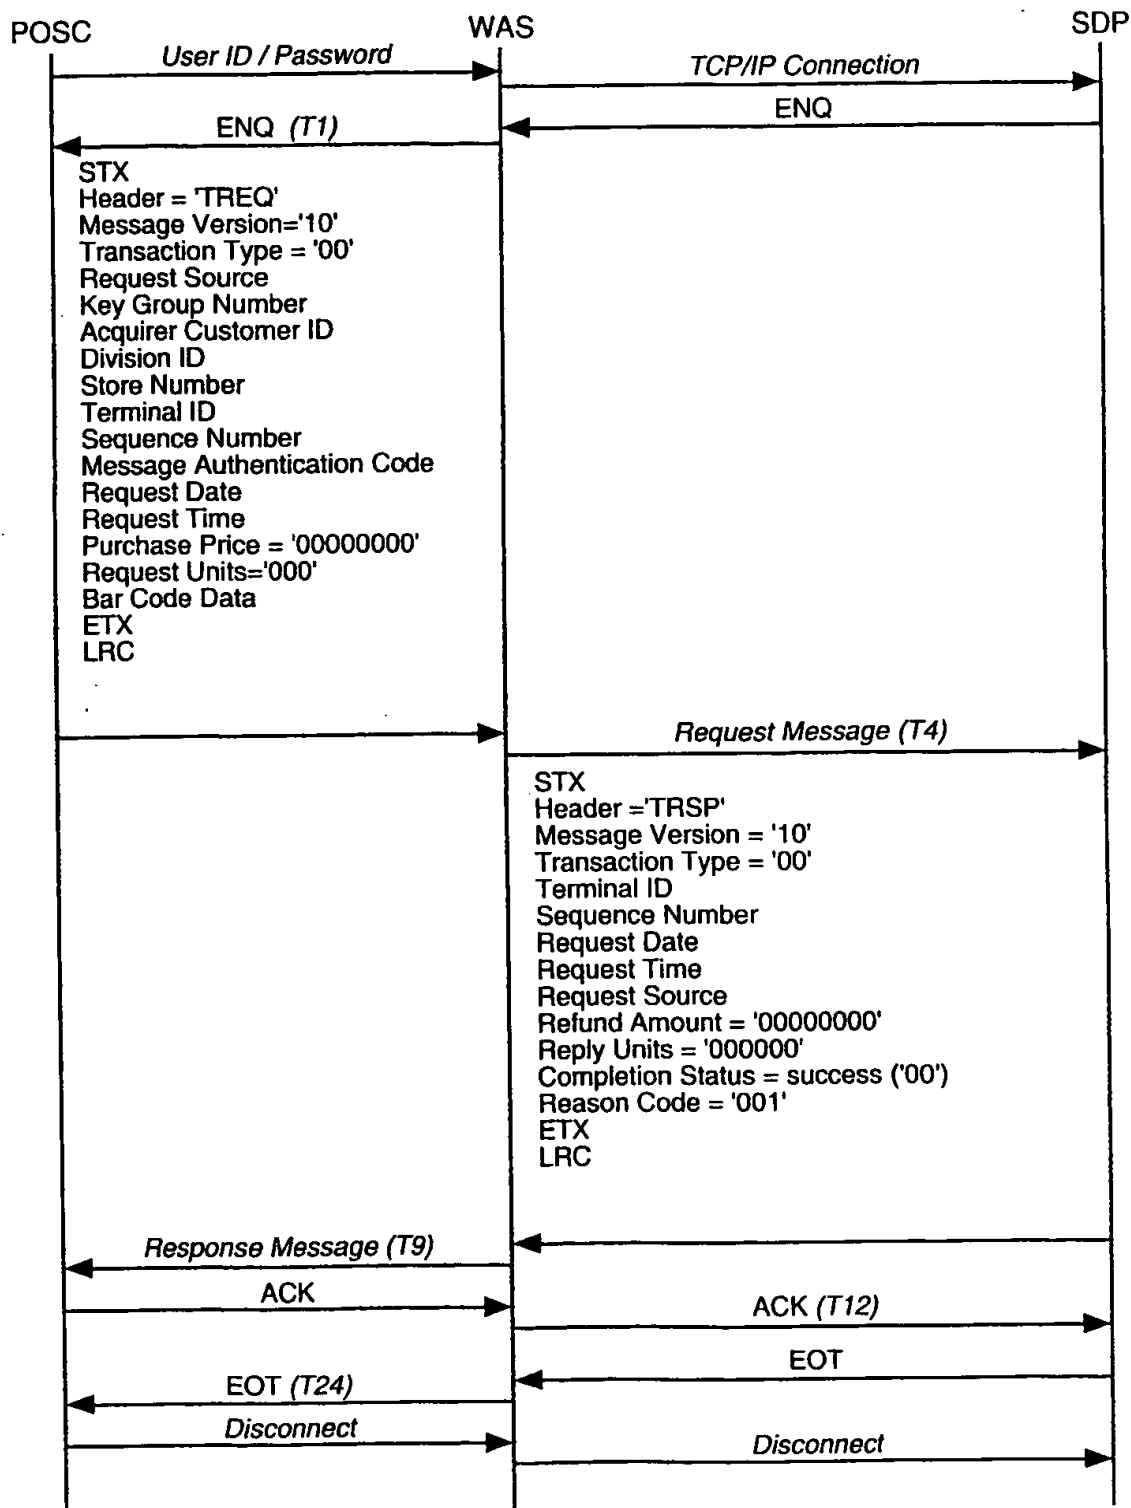 POSC
WAS
SDP
User ID / Password
TCP/IP Connection
ENQ
ENQ (T1)
STX
Header = 'TREQ'
Message Version='10'
Transaction Type = '00'
Request Source
Key Group Number
Acquirer Customer ID
Division ID
Store Number
Terminal ID
Sequence Number
Message Authentication Code
Request Date
Request Time
Purchase Price = '00000000'
Request Units='000'
Bar Code Data
ETX
LRC
Request Message (T4)
STX
Header ='TRSP'
Message Version = '10'
Transaction Type = '00'
Terminal ID
Sequence Number
Request Date
Request Time
Request Source
Refund Amount = '00000000'
Reply Units = '000000'
Completion Status = success ('00')
Reason Code = '001'
ETX
LRC
Response Message (T9)
ACK
ACK (T12)
EOT
EOT (T24)
Disconnect
Disconnect